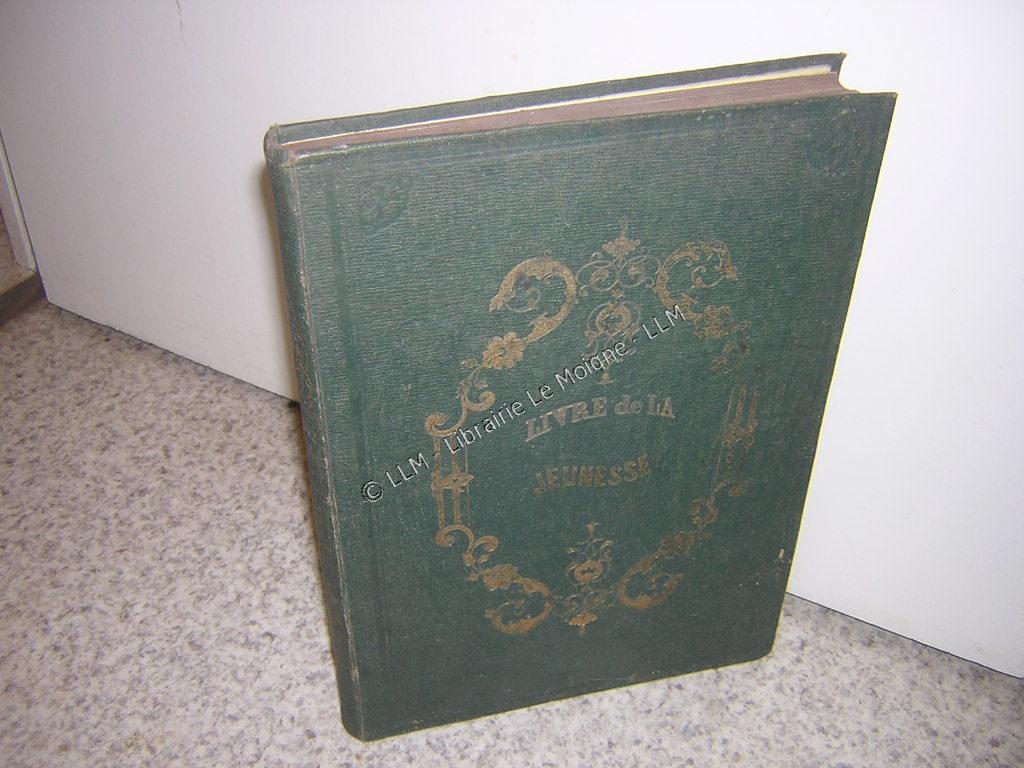 LIVRE de LA
JEUNESSE
© LLM - Librairie Le Moigne - LLM